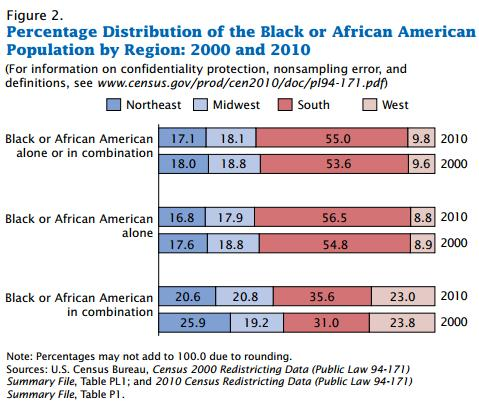 Figure 2.
Percentage Distribution of the Black or African American
Population by Region: 2000 and 2010
(For information on confidentiality protection, nonsampling error, and
definitions, see www.census.gov/prod/cen2010/doc/pl94-171.pdf)
Northeast Midwest South West
Black or African American
alone or in combination
17.1 18.1 55.0 9.8 2010
18.0 18.8 53.6 9.6 2000
Black or African American
alone
16.8 17.9 56.5 8.8 2010
17.6 18.8 54.8 8.9 2000
Black or African American
in combination
20.6 20.8 35.6 23.0 2010
25.9 19.2 31.0 23.8 2000
Note: Percentages may not add to 100.0 due to rounding.
Sources: U.S. Census Bureau, Census 2000 Redistricting Data (Public Law 94-171)
Summary File, Table PL1; and 2010 Census Redistricting Data (Public Law 94-171)
Summary File, Table P1.